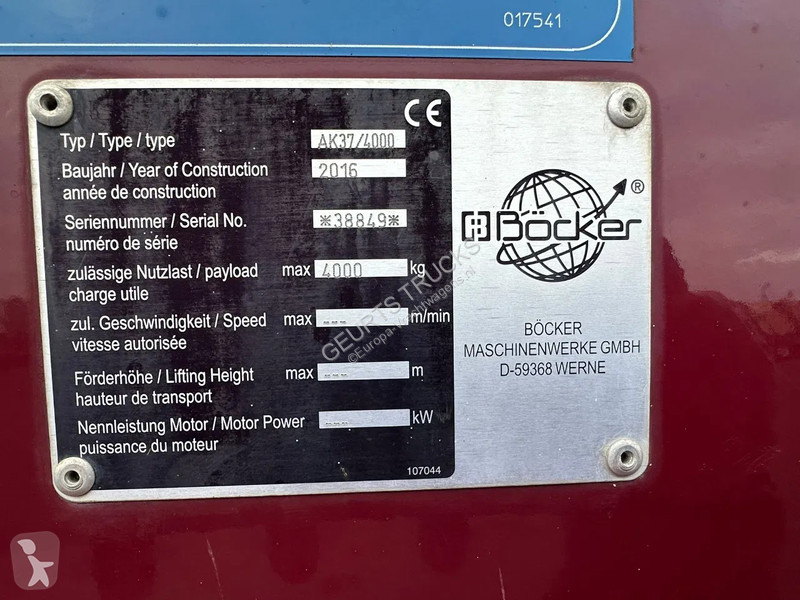 017541
CE
Typ / Type / type AK37/4000
Baujahr / Year of Construction 2016
année de construction
Seriennummer / Serial No. *38849*
numéro de série
zulässige Nutzlast / payload max 4000 kg
charge utile
zul. Geschwindigkeit / Speed max --- m/min
vitesse autorisée
Förderhöhe / Lifting Height max --- m
hauteur de transport
Nennleistung Motor / Motor Power --- kW
puissance du moteur
107044
Böcker ®
BÖCKER
MASCHINENWERKE GMBH
D-59368 WERNE
GEURTS TRUCKS